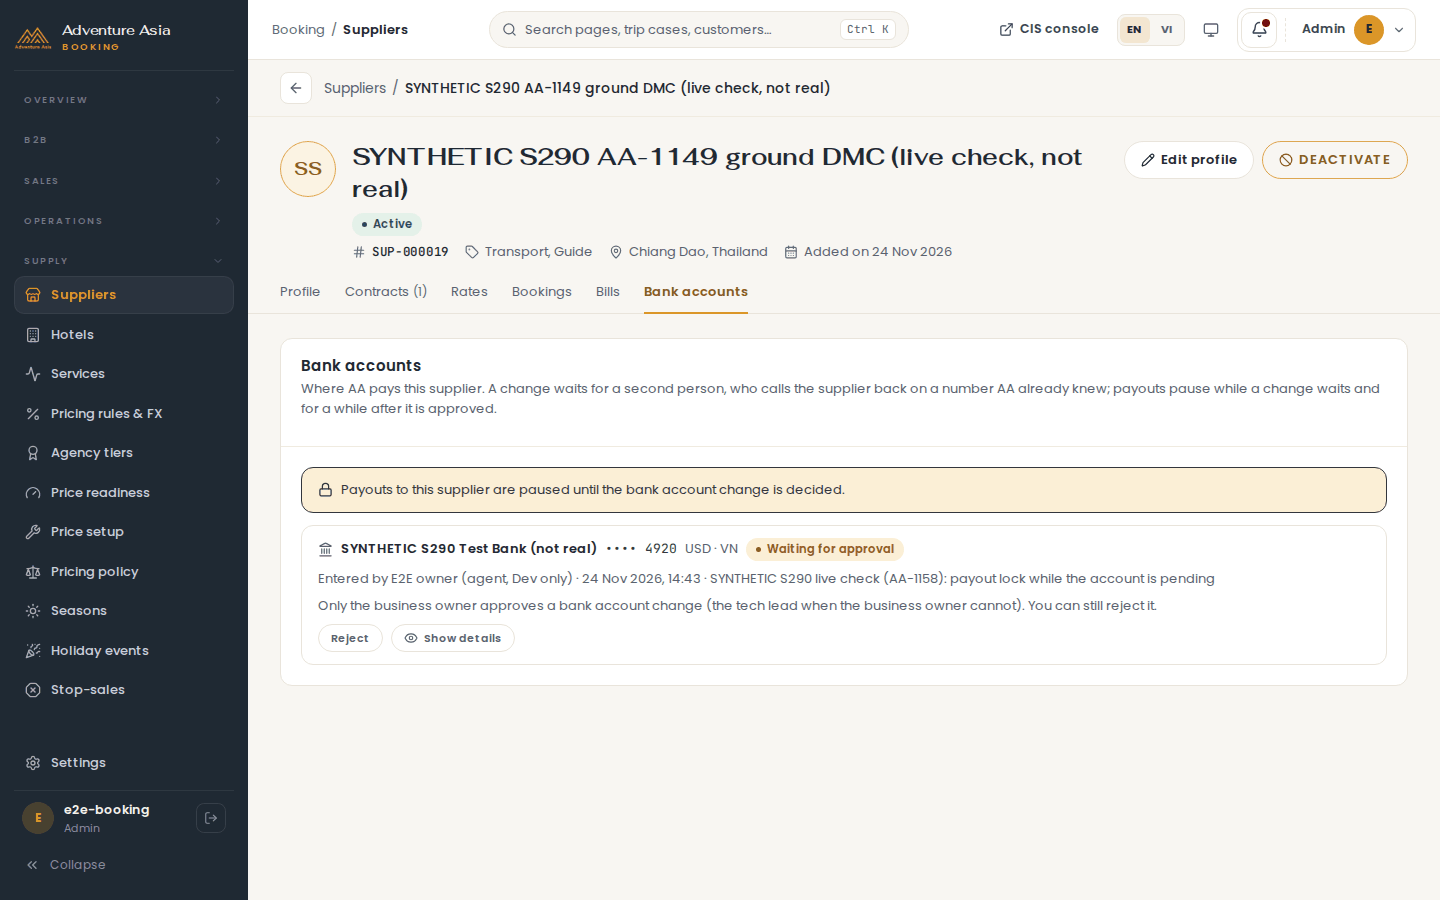 Adventure Asia
BOOKING
Adventure Asia
OVERVIEW
B2B
SALES
OPERATIONS
SUPPLY
Suppliers
Hotels
Services
Pricing rules & FX
Agency tiers
Price readiness
Price setup
Pricing policy
Seasons
Holiday events
Stop-sales
Settings
E
e2e-booking
Admin
Collapse
Booking / Suppliers
Search pages, trip cases, customers...
Ctrl K
CIS console
EN
VI
Admin
E
Suppliers / SYNTHETIC S290 AA-1149 ground DMC (live check, not real)
SS
SYNTHETIC S290 AA-1149 ground DMC (live check, not
real)
Edit profile
DEACTIVATE
Active
SUP-000019
Transport, Guide
Chiang Dao, Thailand
Added on 24 Nov 2026
Profile
Contracts (1)
Rates
Bookings
Bills
Bank accounts
Bank accounts
Where AA pays this supplier. A change waits for a second person, who calls the supplier back on a number AA already knew; payouts pause while a change waits and
for a while after it is approved.
Payouts to this supplier are paused until the bank account change is decided.
SYNTHETIC S290 Test Bank (not real) •••• 4920 USD · VN Waiting for approval
Entered by E2E owner (agent, Dev only) · 24 Nov 2026, 14:43 · SYNTHETIC S290 live check (AA-1158): payout lock while the account is pending
Only the business owner approves a bank account change (the tech lead when the business owner cannot). You can still reject it.
Reject
Show details